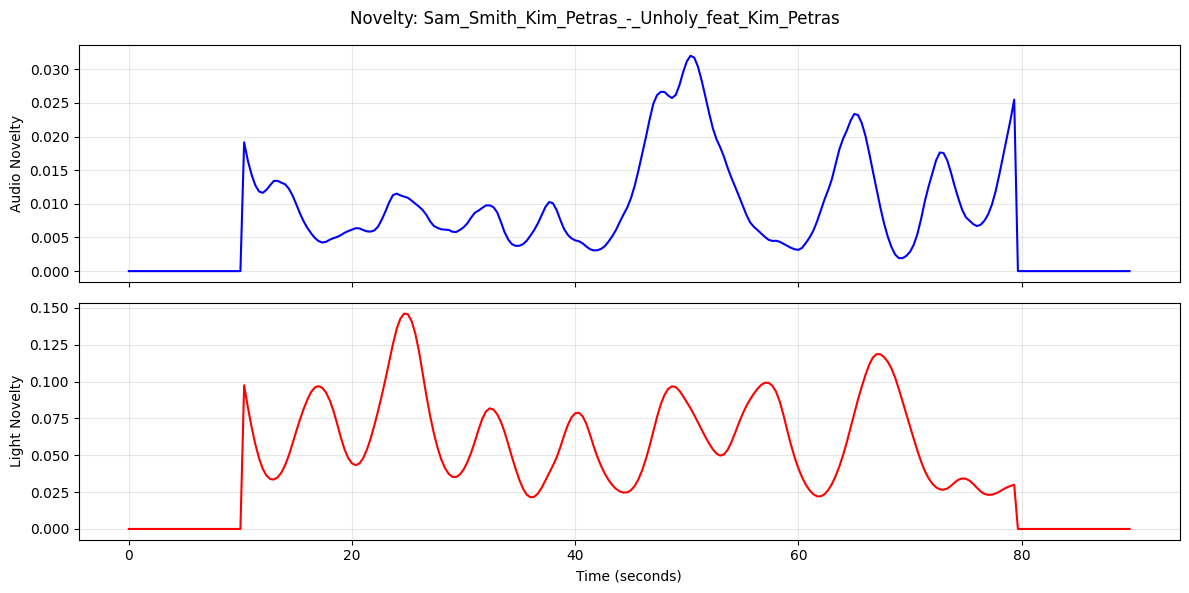 Novelty: Sam_Smith_Kim_Petras_-_Unholy_feat_Kim_Petras
Audio Novelty
0.030
0.025
0.020
0.015
0.010
0.005
0.000
Light Novelty
0.150
0.125
0.100
0.075
0.050
0.025
0.000
0 20 40 60 80
Time (seconds)